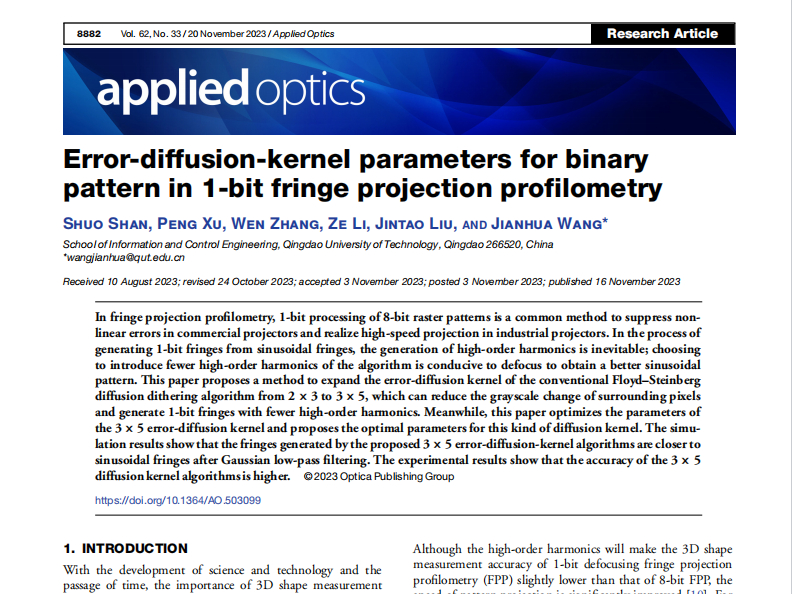 8882 Vol. 62, No. 33 / 20 November 2023 / Applied Optics Research Article
applied optics
Error-diffusion-kernel parameters for binary
pattern in 1-bit fringe projection profilometry
SHUO SHAN, PENG XU, WEN ZHANG, ZE LI, JINTAO LIU, AND JIANHUA WANG*
School of Information and Control Engineering, Qingdao University of Technology, Qingdao 266520, China
*wangjianhua@qut.edu.cn
Received 10 August 2023; revised 24 October 2023; accepted 3 November 2023; posted 3 November 2023; published 16 November 2023
In fringe projection profilometry, 1-bit processing of 8-bit raster patterns is a common method to suppress non-
linear errors in commercial projectors and realize high-speed projection in industrial projectors. In the process of
generating 1-bit fringes from sinusoidal fringes, the generation of high-order harmonics is inevitable; choosing
to introduce fewer high-order harmonics of the algorithm is conducive to defocus to obtain a better sinusoidal
pattern. This paper proposes a method to expand the error-diffusion kernel of the conventional Floyd–Steinberg
diffusion dithering algorithm from 2 × 3 to 3 × 5, which can reduce the grayscale change of surrounding pixels
and generate 1-bit fringes with fewer high-order harmonics. Meanwhile, this paper optimizes the parameters of
the 3 × 5 error-diffusion kernel and proposes the optimal parameters for this kind of diffusion kernel. The simu-
lation results show that the fringes generated by the proposed 3 × 5 error-diffusion-kernel algorithms are closer to
sinusoidal fringes after Gaussian low-pass filtering. The experimental results show that the accuracy of the 3 × 5
diffusion kernel algorithms is higher. © 2023 Optica Publishing Group
https://doi.org/10.1364/AO.503099
1. INTRODUCTION
With the development of science and technology and the
passage of time, the importance of 3D shape measurement
Although the high-order harmonics will make the 3D shape
measurement accuracy of 1-bit defocusing fringe projection
profilometry (FPP) slightly lower than that of 8-bit FPP, the